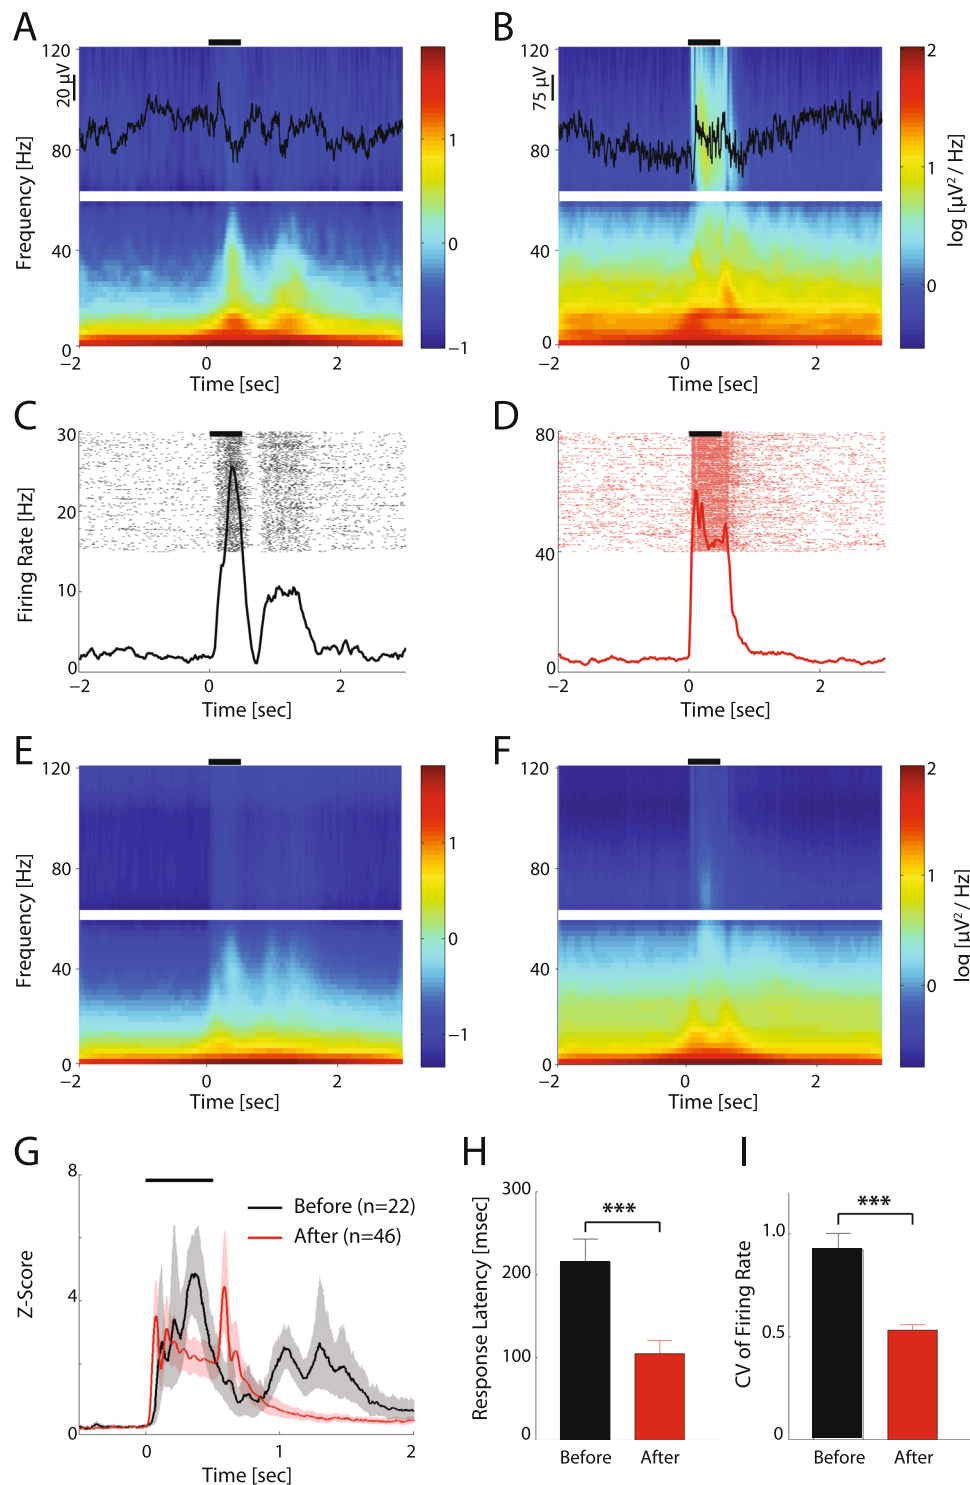 A
120
20 µV
80
Frequency [Hz]
40
0
−2
0
2
Time [sec]
1
0
−1
B
120
75 µV
80
40
0
−2
0
2
Time [sec]
2
1
0
log [µV² / Hz]
C
30
20
10
0
Firing Rate [Hz]
−2
0
2
Time [sec]
D
80
40
0
−2
0
2
Time [sec]
E
120
80
40
0
Frequency [Hz]
−2
0
2
Time [sec]
1
0
−1
F
120
80
40
0
−2
0
2
Time [sec]
2
1
0
log [µV² / Hz]
G
8
4
0
Z-Score
Before (n=22)
After (n=46)
0
1
2
Time [sec]
H
300
200
100
0
Response Latency [msec]
***
Before
After
I
1.0
0.5
0
CV of Firing Rate
***
Before
After